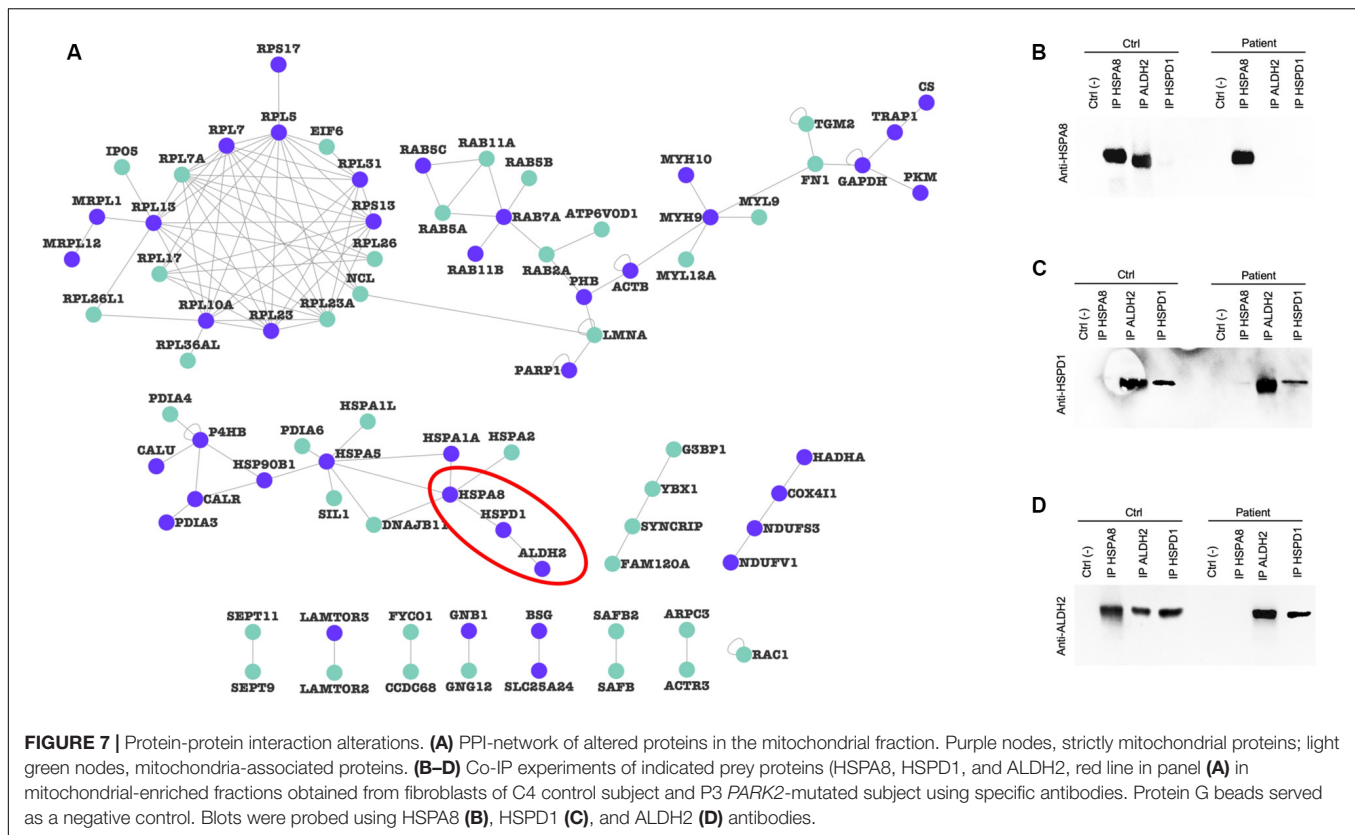 A
RPS17
RPL7
RPL5
EIF6
IPO5
RPL7A
RPL31
MRPL1
RPL13
RPS13
MRPL12
RPL17
RPL26
NCL
RPL26L1
RPL10A
RPL23
RPL23A
RPL36AL
RAB5C
RAB11A
RAB5B
RAB5A
RAB7A
ATP6VOD1
RAB11B
RAB2A
PHB
ACTB
LMNA
PARP1
MYH10
MYH9
MYL9
MYL12A
TGM2
FN1
GAPDH
TRAP1
CS
PKM
PDIA4
P4HB
CALU
HSP90B1
CALR
PDIA3
PDIA6
HSPA1L
HSPA5
SIL1
DNAJB11
HSPA1A
HSPA2
HSPA8
HSPD1
ALDH2
G3BP1
YBX1
SYNCRIP
FAM120A
HADHA
COX4I1
NDUFS3
NDUFV1
SEPT11 LAMTOR3 FYCO1 GNB1 BSG SAFB2 ARPC3
RAC1
SEPT9 LAMTOR2 CCDC68 GNG12 SLC25A24 SAFB ACTR3
B
Ctrl Patient
Ctrl (-) IP HSPA8 IP ALDH2 IP HSPD1 Ctrl (-) IP HSPA8 IP ALDH2 IP HSPD1
Anti-HSPA8
C
Ctrl Patient
Ctrl (-) IP HSPA8 IP ALDH2 IP HSPD1 Ctrl (-) IP HSPA8 IP ALDH2 IP HSPD1
Anti-HSPD1
D
Ctrl Patient
Ctrl (-) IP HSPA8 IP ALDH2 IP HSPD1 Ctrl (-) IP HSPA8 IP ALDH2 IP HSPD1
Anti-ALDH2
FIGURE 7 | Protein-protein interaction alterations. (A) PPI-network of altered proteins in the mitochondrial fraction. Purple nodes, strictly mitochondrial proteins; light
green nodes, mitochondria-associated proteins. (B–D) Co-IP experiments of indicated prey proteins (HSPA8, HSPD1, and ALDH2, red line in panel (A) in
mitochondrial-enriched fractions obtained from fibroblasts of C4 control subject and P3 PARK2-mutated subject using specific antibodies. Protein G beads served
as a negative control. Blots were probed using HSPA8 (B), HSPD1 (C), and ALDH2 (D) antibodies.